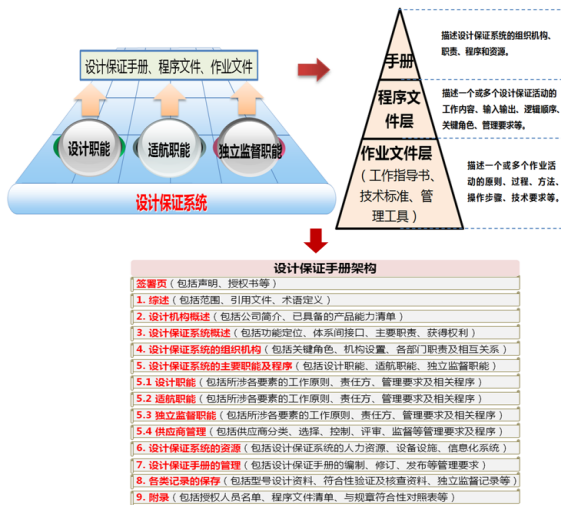 设计保证手册、程序文件、作业文件
设计职能
适航职能
独立监督职能
设计保证系统
手册
程序文
件层
作业文件层
（工作指导书、
技术标准、管
理工具）
描述设计保证系统的组织机构、
职责、程序和资源。
描述一个或多个设计保证活动的
工作内容、输入输出、逻辑顺序、
关键角色、管理要求等。
描述一个或多个作业活
动的原则、过程、方法、
操作步骤、技术要求等。
设计保证手册架构
签署页（包括声明、授权书等）
1. 综述（包括范围、引用文件、术语定义）
2. 设计机构概述（包括公司简介、已具备的产品能力清单）
3. 设计保证系统概述（包括功能定位、体系间接口、主要职责、获得权利）
4. 设计保证系统的组织机构（包括关键角色、机构设置、各部门职责及相互关系）
5. 设计保证系统的主要职能及程序（包括设计职能、适航职能、独立监督职能）
5.1 设计职能（包括所涉各要素的工作原则、责任方、管理要求及相关程序）
5.2 适航职能（包括所涉各要素的工作原则、责任方、管理要求及相关程序）
5.3 独立监督职能（包括所涉各要素的工作原则、责任方、管理要求及相关程序）
5.4 供应商管理（包括供应商分类、选择、控制、评审、监督等管理要求及程序）
6. 设计保证系统的资源（包括设计保证系统的人力资源、设备设施、信息化系统）
7. 设计保证手册的管理（包括设计保证手册的编制、修订、发布等管理要求）
8. 各类记录的保存（包括型号设计资料、符合性验证及核查资料、独立监督记录等）
9. 附录（包括授权人员名单、程序文件清单、与规章符合性对照表等）